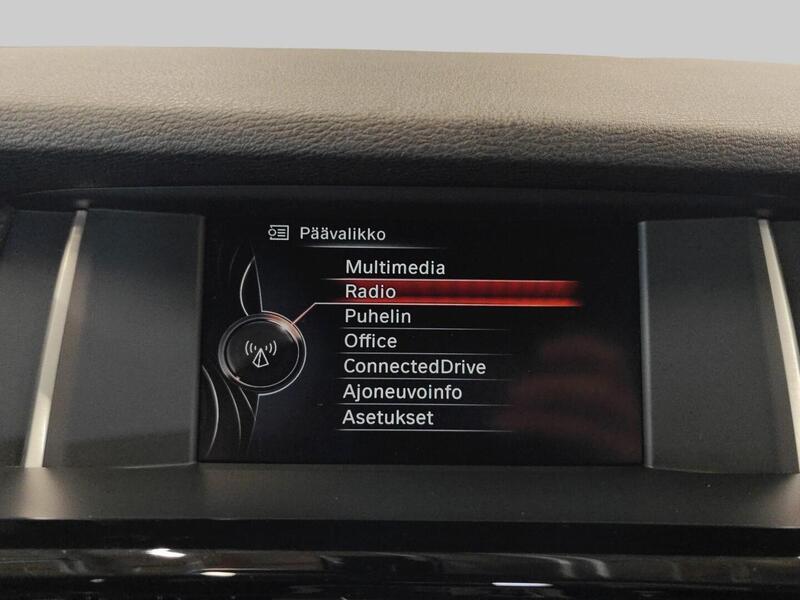 Päävalikko
Multimedia
Radio
Puhelin
Office
ConnectedDrive
Ajoneuvoinfo
Asetukset